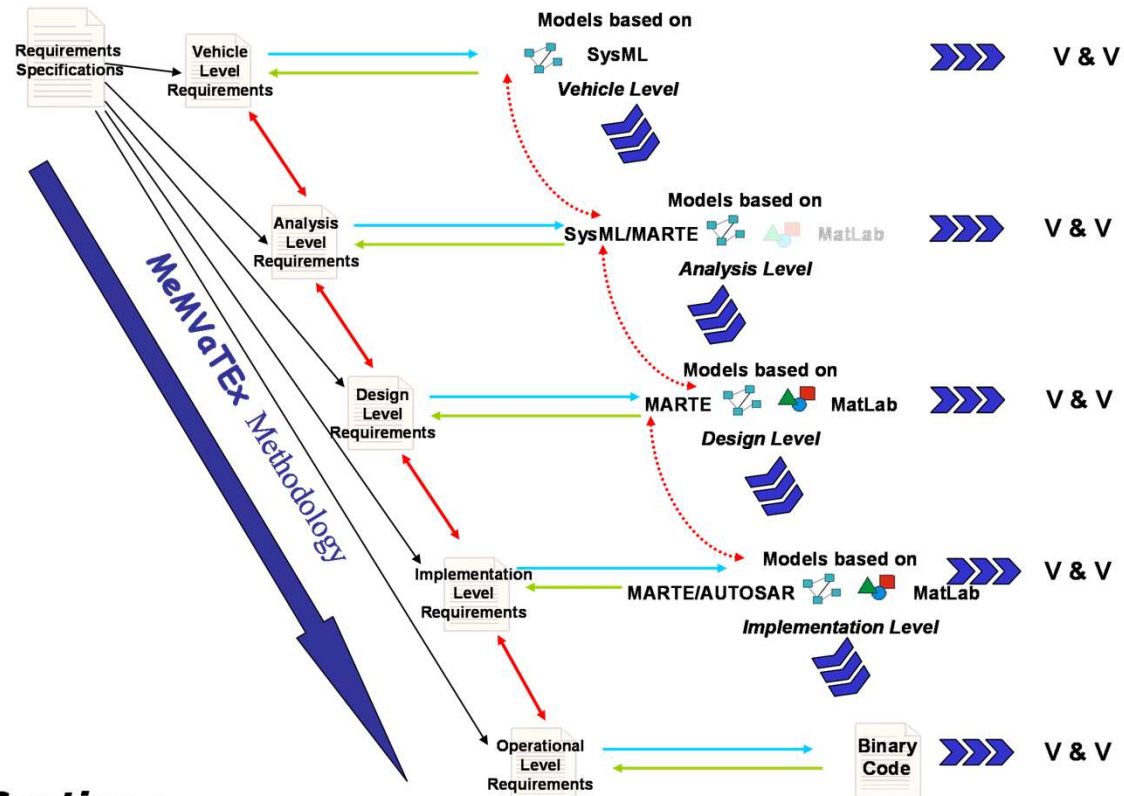 Requirements
Specifications
Vehicle
Level
Requirements
Models based on
SysML
Vehicle Level
V & V
Analysis
Level
Requirements
Models based on
SysML/MARTE
MatLab
Analysis Level
V & V
MeMVaTEx Methodology
Design
Level
Requirements
Models based on
MARTE
MatLab
Design Level
V & V
Implementation
Level
Requirements
Models based on
MARTE/AUTOSAR
MatLab
Implementation Level
V & V
Operational
Level
Requirements
Binary
Code
V & V